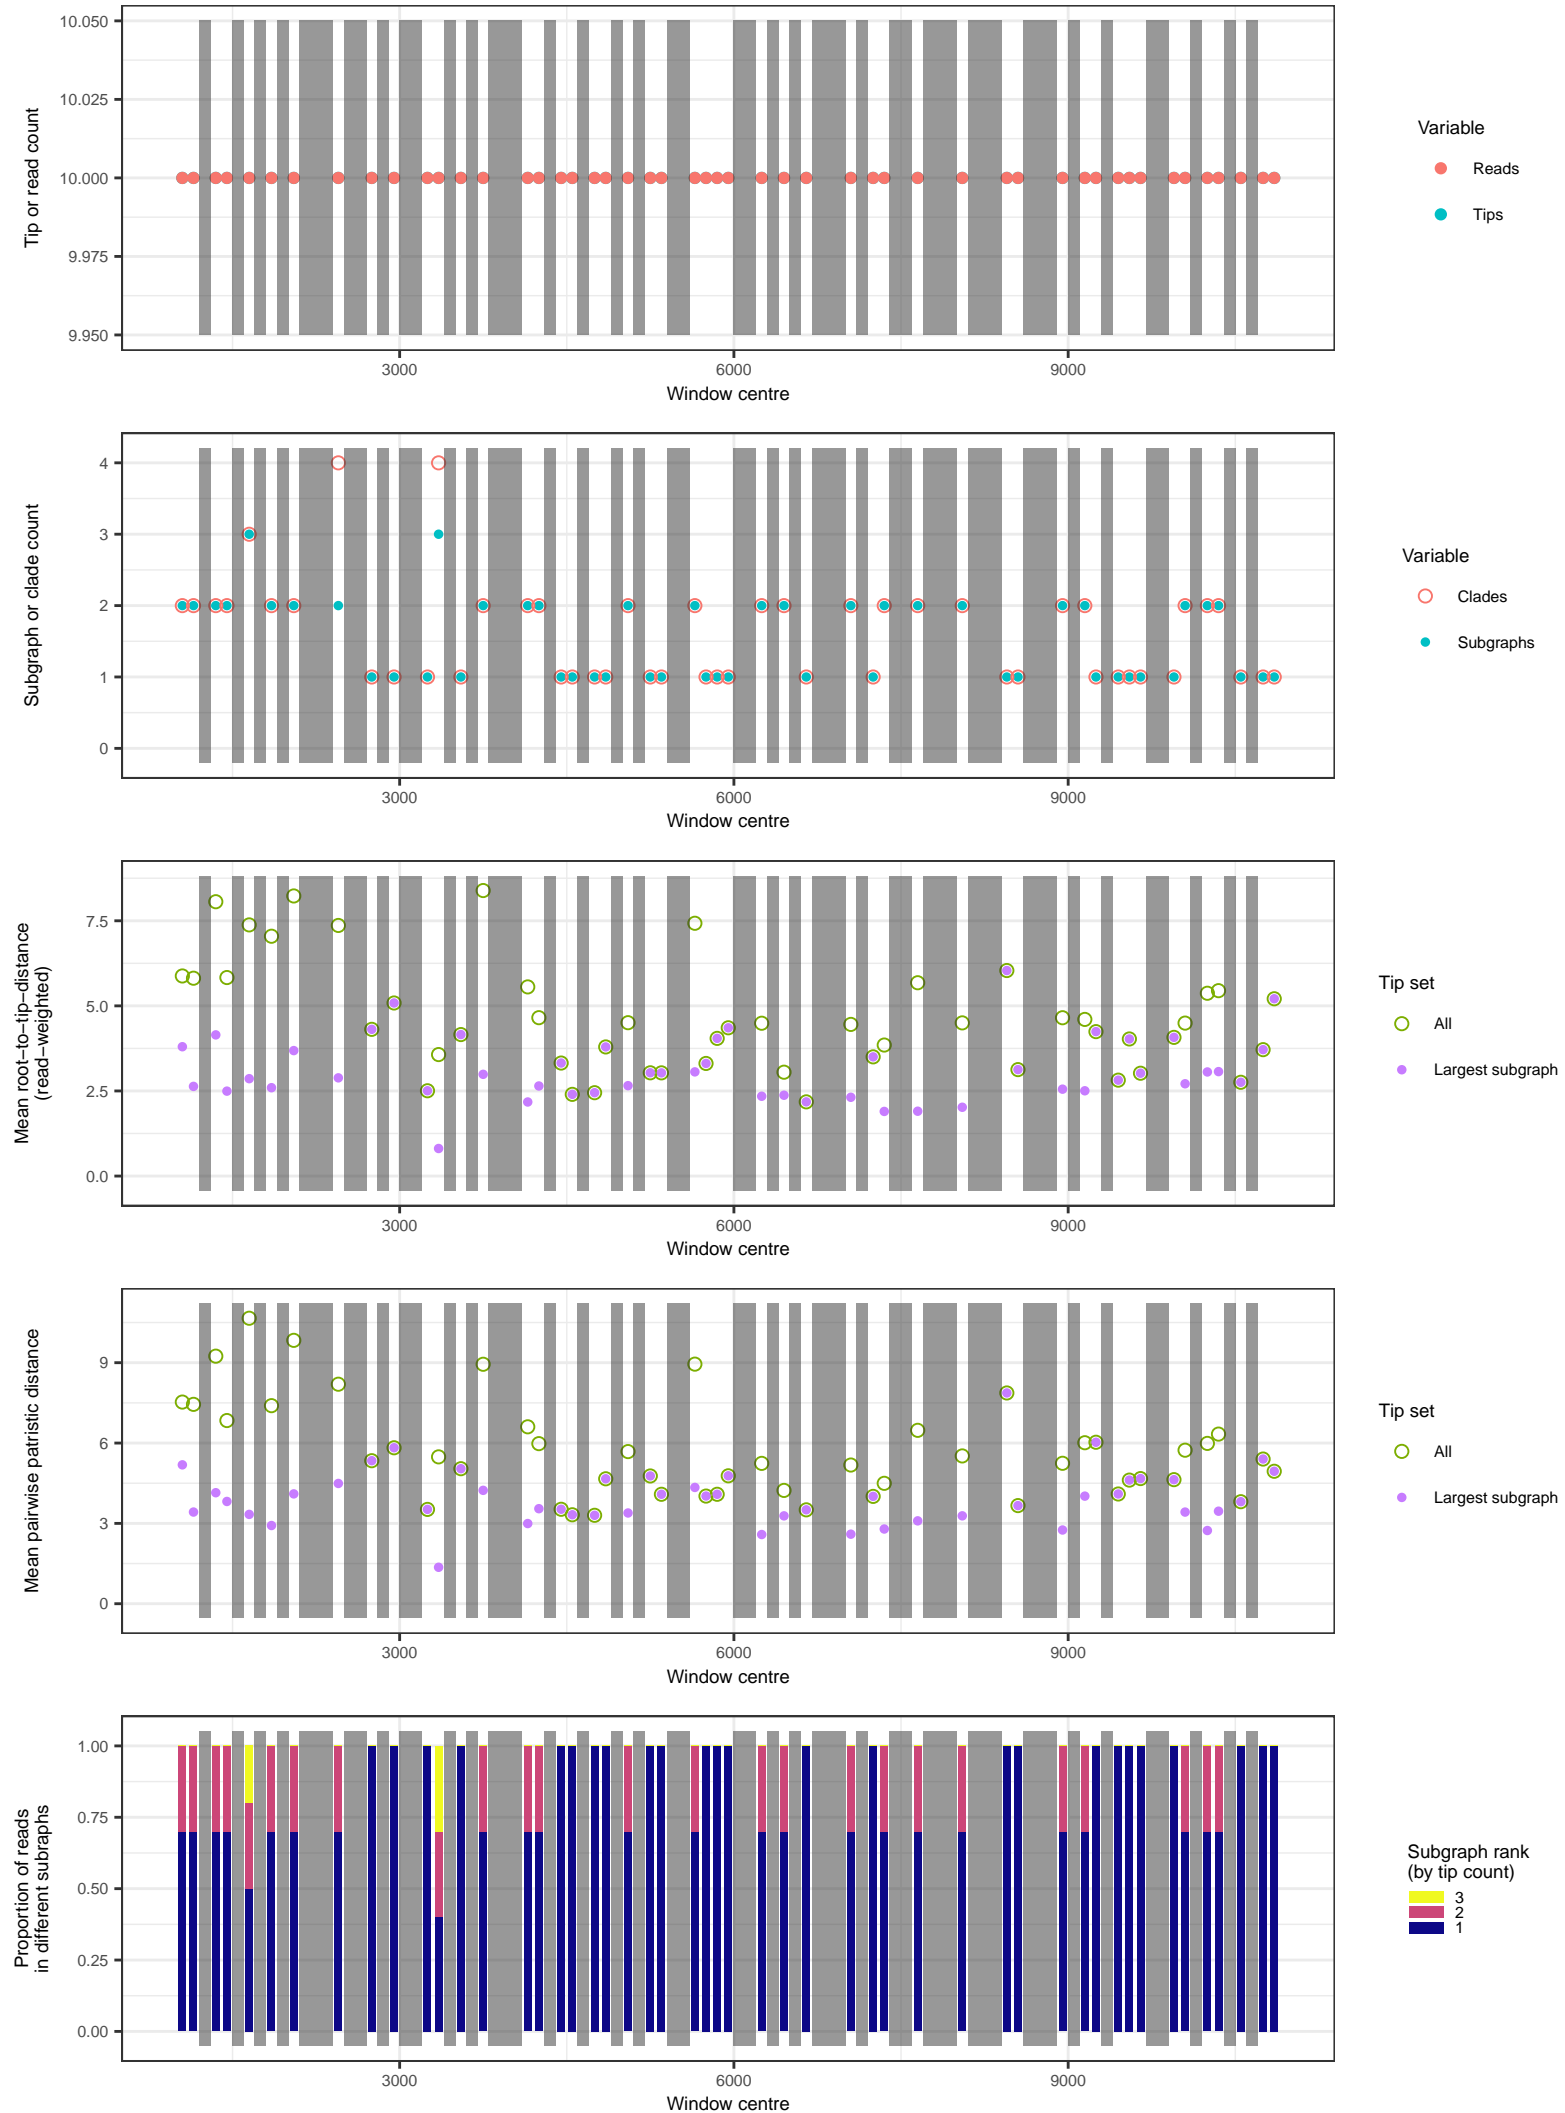 10.050
10.025
10.000
9.975
9.950
Tip or read count
3000
6000
9000
Window centre
Variable
Reads
Tips
4
3
2
1
0
Subgraph or clade count
3000
6000
9000
Window centre
Variable
Clades
Subgraphs
7.5
5.0
2.5
0.0
Mean root−to−tip−distance
(read−weighted)
3000
6000
9000
Window centre
Tip set
All
Largest subgraph
9
6
3
0
Mean pairwise patristic distance
3000
6000
9000
Window centre
Tip set
All
Largest subgraph
1.00
0.75
0.50
0.25
0.00
Proportion of reads
in different subraphs
3000
6000
9000
Window centre
Subgraph rank
(by tip count)
3
2
1